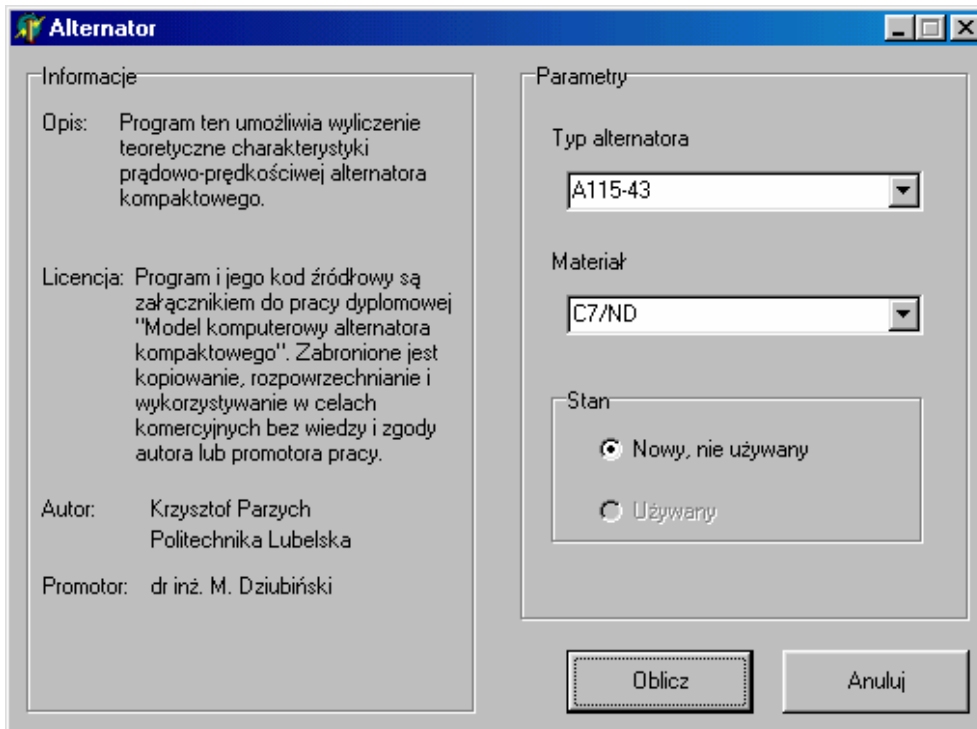 Alternator
Informacje
Opis: Program ten umożliwia wyliczenie
teoretyczne charakterystyki
prądowo-prędkościwej alternatora
kompaktowego.
Licencja: Program i jego kod źródłowy są
załącznikiem do pracy dyplomowej
"Model komputerowy alternatora
kompaktowego". Zabronione jest
kopiowanie, rozpowrzechnianie i
wykorzystywanie w celach
komercyjnych bez wiedzy i zgody
autora lub promotora pracy.
Autor: Krzysztof Parzych
Politechnika Lubelska
Promotor: dr inż. M. Dziubiński
Parametry
Typ alternatora
A115-43
Materiał
C7/ND
Stan
Nowy, nie używany
Używany
Oblicz
Anuluj